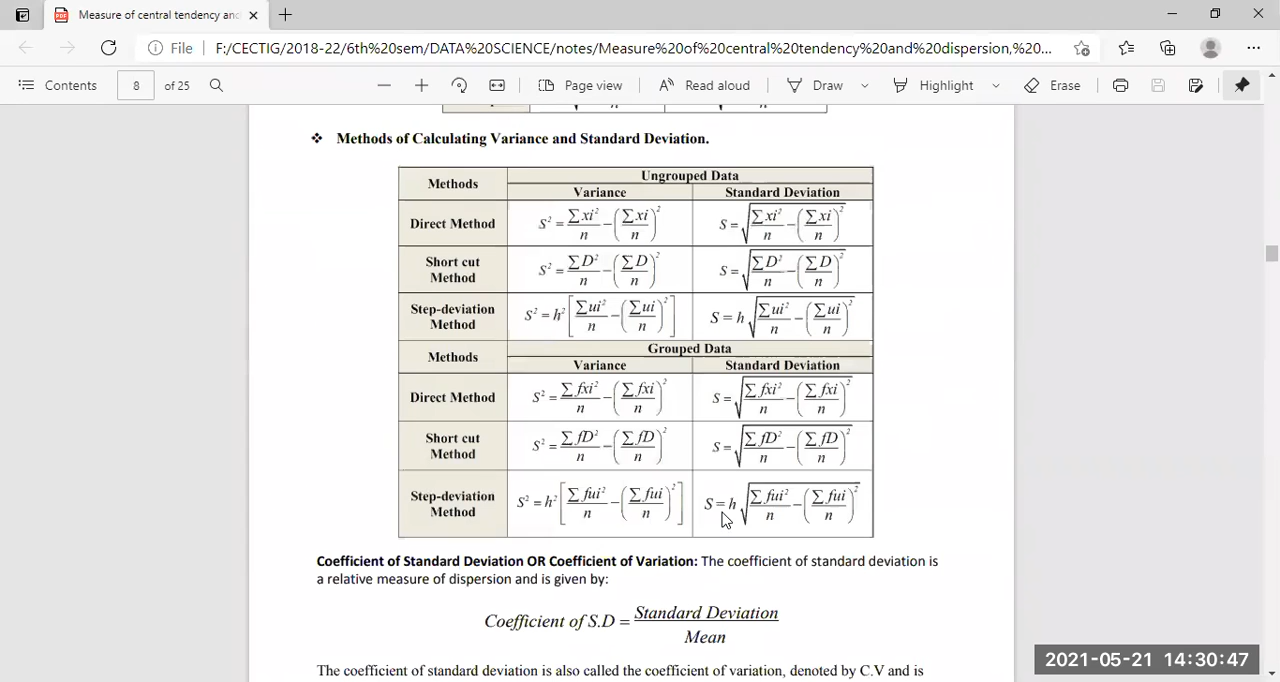 Measure of central tendency and
File F:/CECTIG/2018-22/6th%20sem/DATA%20SCIENCE/notes/Measure%20of%20central%20tendency%20and%20dispersion,%20...
Contents 8 of 25 Page view Read aloud Draw Highlight Erase
❖ Methods of Calculating Variance and Standard Deviation.
Methods Ungrouped Data
Variance Standard Deviation
Direct Method S² = ∑xi²/n − (∑xi/n)² S = √(∑xi²/n − (∑xi/n)²)
Short cut Method S² = ∑D²/n − (∑D/n)² S = √(∑D²/n − (∑D/n)²)
Step-deviation Method S² = h²[∑ui²/n − (∑ui/n)²] S = h√(∑ui²/n − (∑ui/n)²)
Methods Grouped Data
Variance Standard Deviation
Direct Method S² = ∑fxi²/n − (∑fxi/n)² S = √(∑fxi²/n − (∑fxi/n)²)
Short cut Method S² = ∑fD²/n − (∑fD/n)² S = √(∑fD²/n − (∑fD/n)²)
Step-deviation Method S² = h²[∑fui²/n − (∑fui/n)²] S = h√(∑fui²/n − (∑fui/n)²)
Coefficient of Standard Deviation OR Coefficient of Variation: The coefficient of standard deviation is
a relative measure of dispersion and is given by:
Coefficient of S.D = Standard Deviation / Mean
The coefficient of standard deviation is also called the coefficient of variation, denoted by C.V and is
2021-05-21 14:30:47